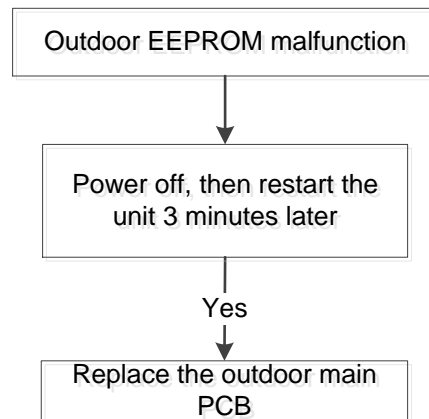 Outdoor EEPROM malfunction
Power off, then restart the
unit 3 minutes later
Yes
Replace the outdoor main
PCB